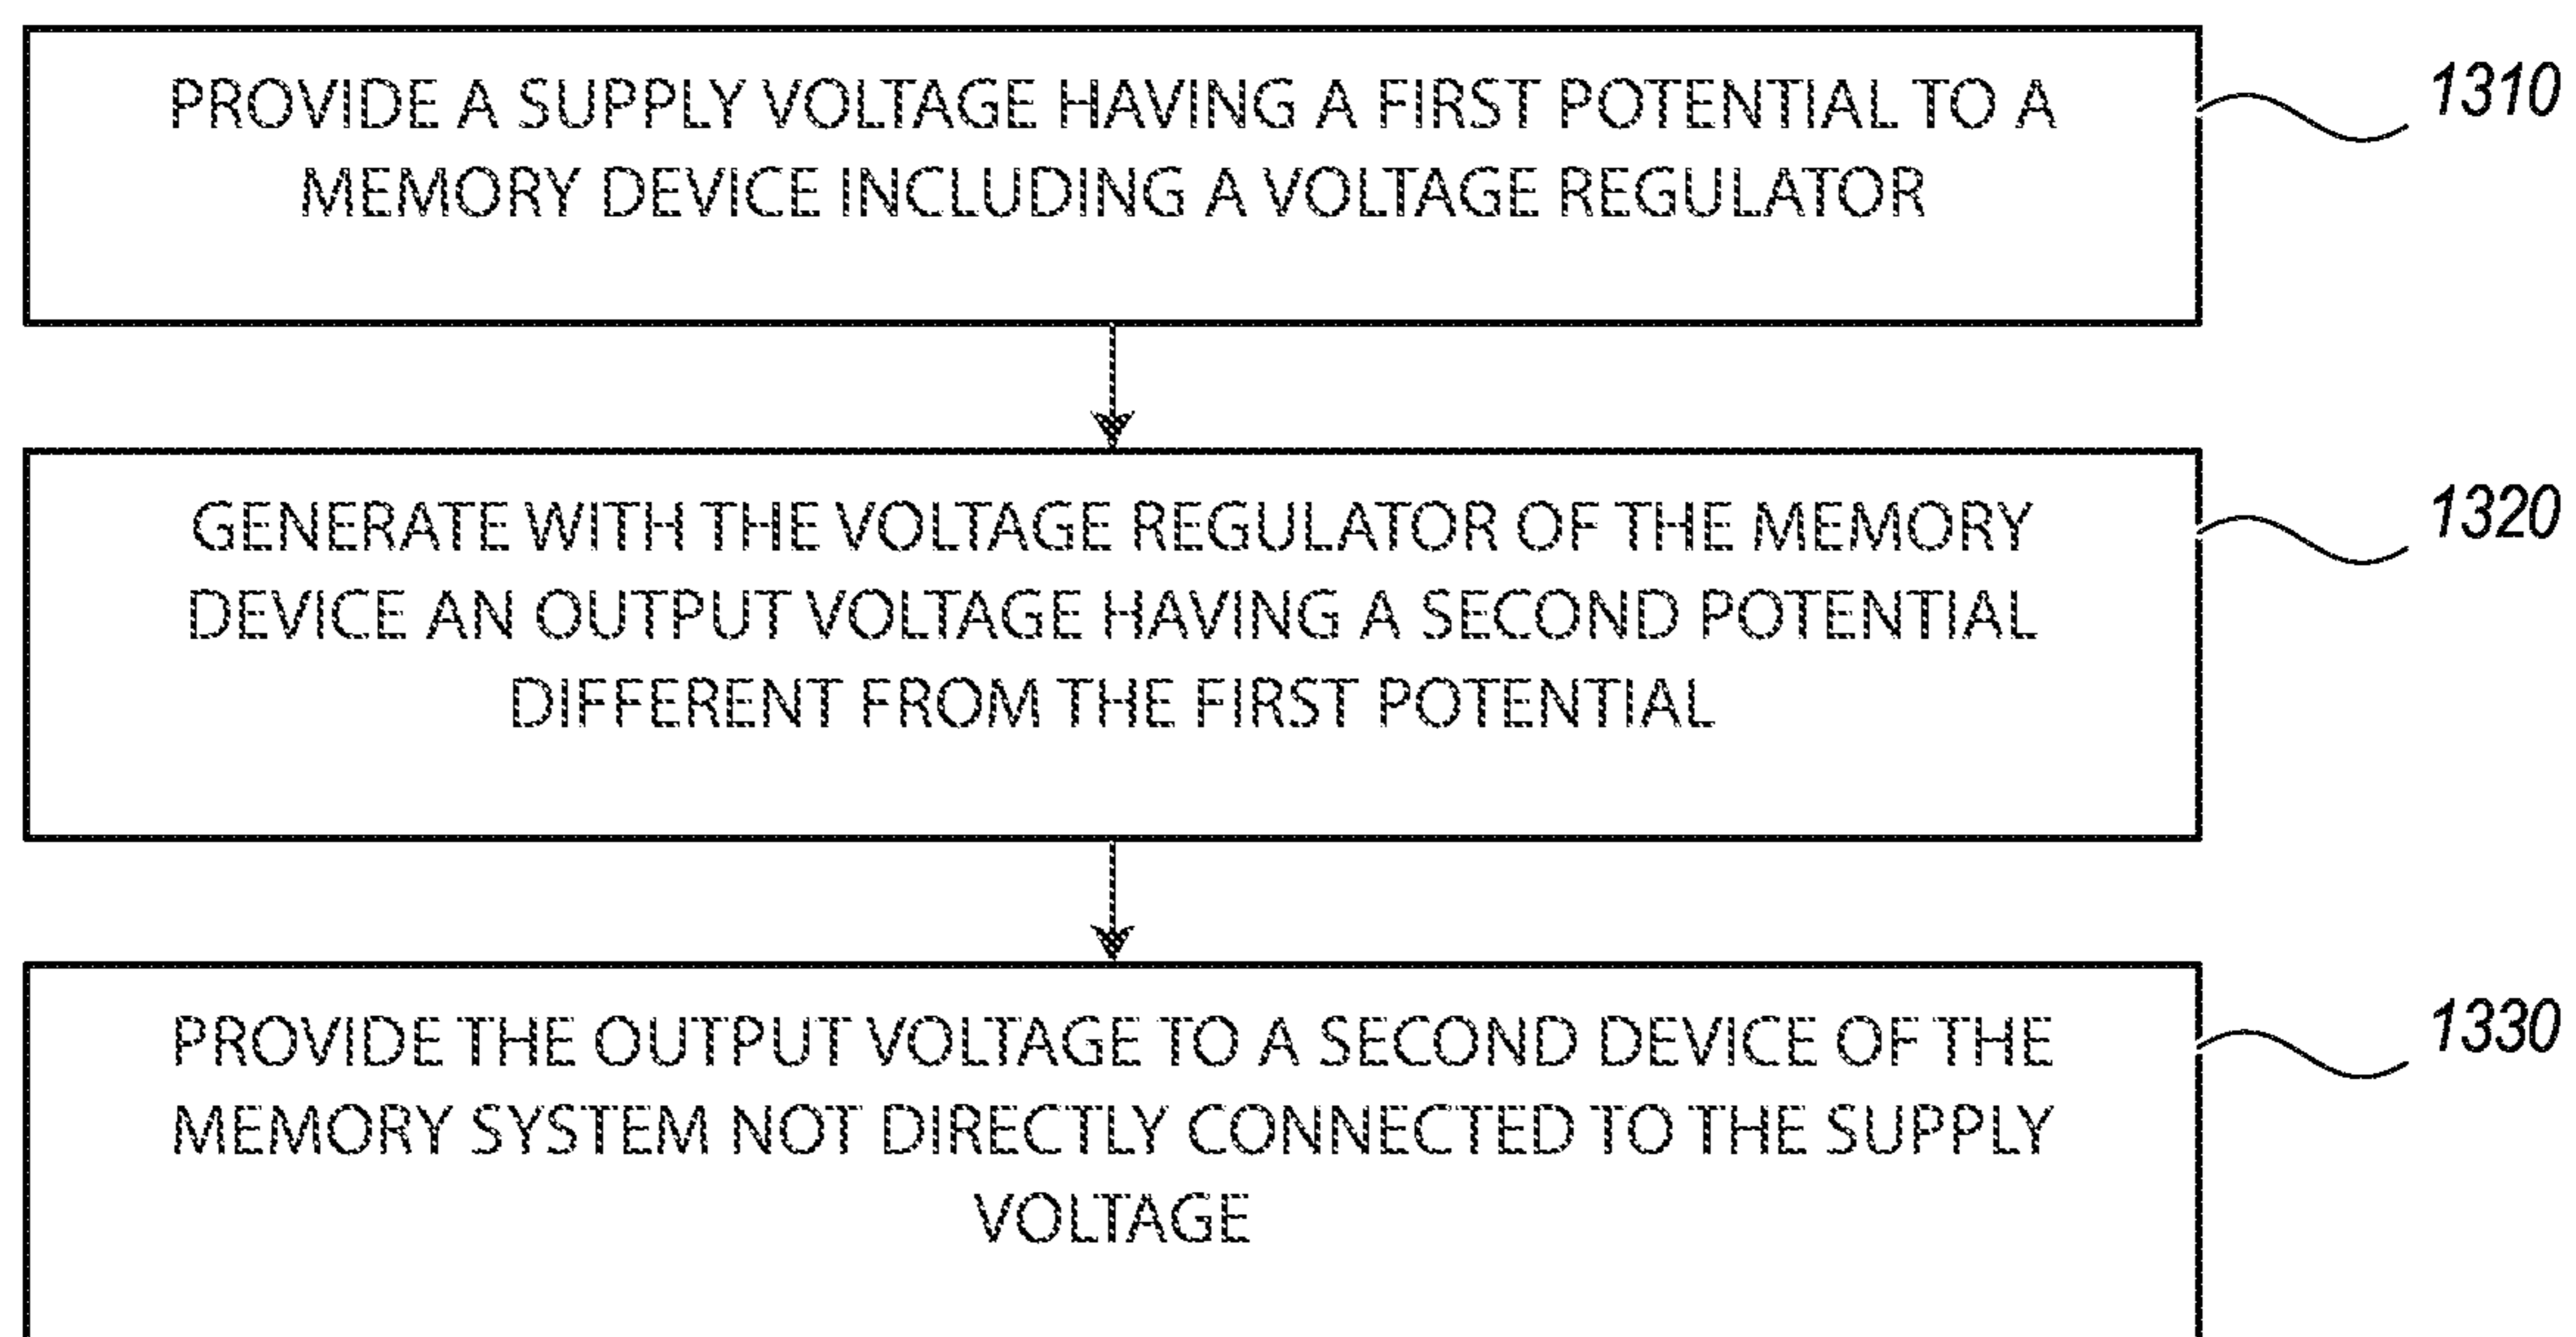 PROVIDE A SUPPLY VOLTAGE HAVING A FIRST POTENTIAL TO A
MEMORY DEVICE INCLUDING A VOLTAGE REGULATOR
1310
GENERATE WITH THE VOLTAGE REGULATOR OF THE MEMORY
DEVICE AN OUTPUT VOLTAGE HAVING A SECOND POTENTIAL
DIFFERENT FROM THE FIRST POTENTIAL
1320
PROVIDE THE OUTPUT VOLTAGE TO A SECOND DEVICE OF THE
MEMORY SYSTEM NOT DIRECTLY CONNECTED TO THE SUPPLY
VOLTAGE
1330